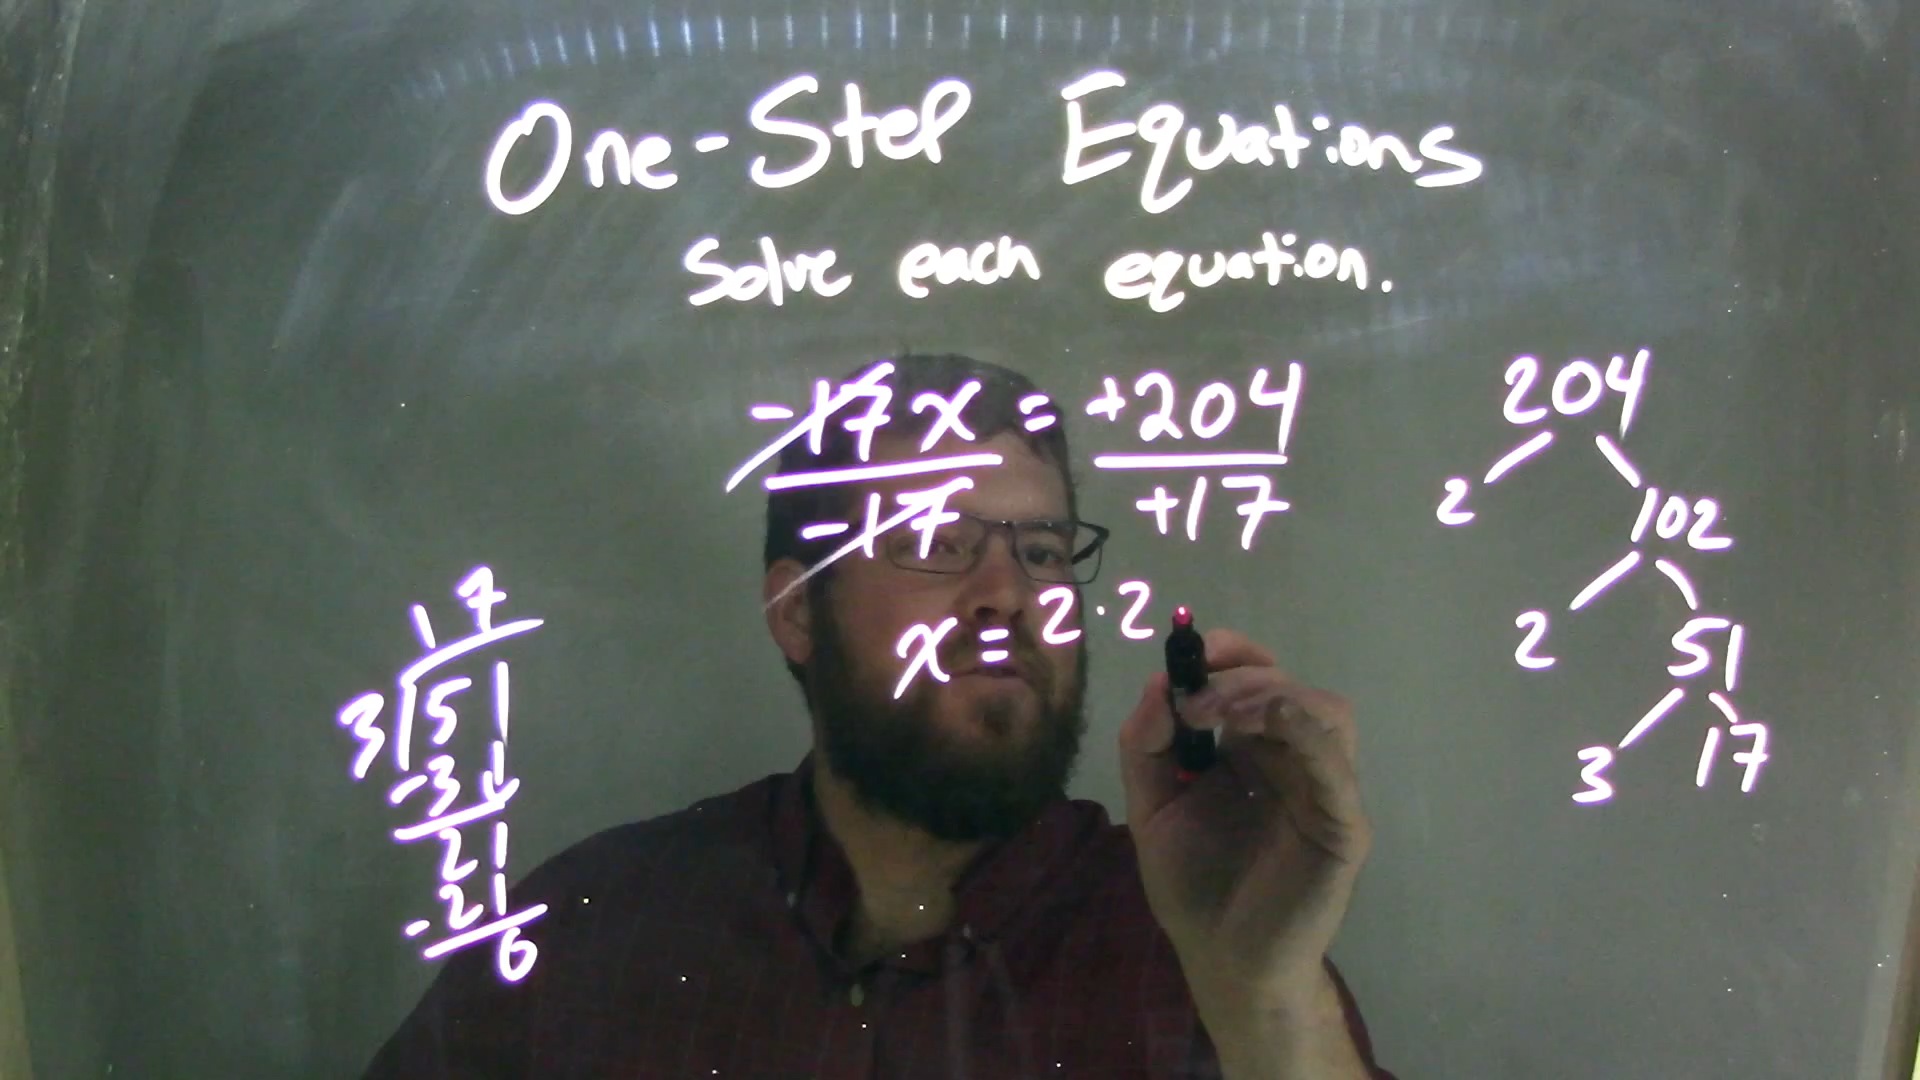 One-Step Equations
Solve each equation.
-17x = +204
-17 +17
x = 2·2
17
3 51
-3
21
-21
0
204
2 102
2 51
3 17